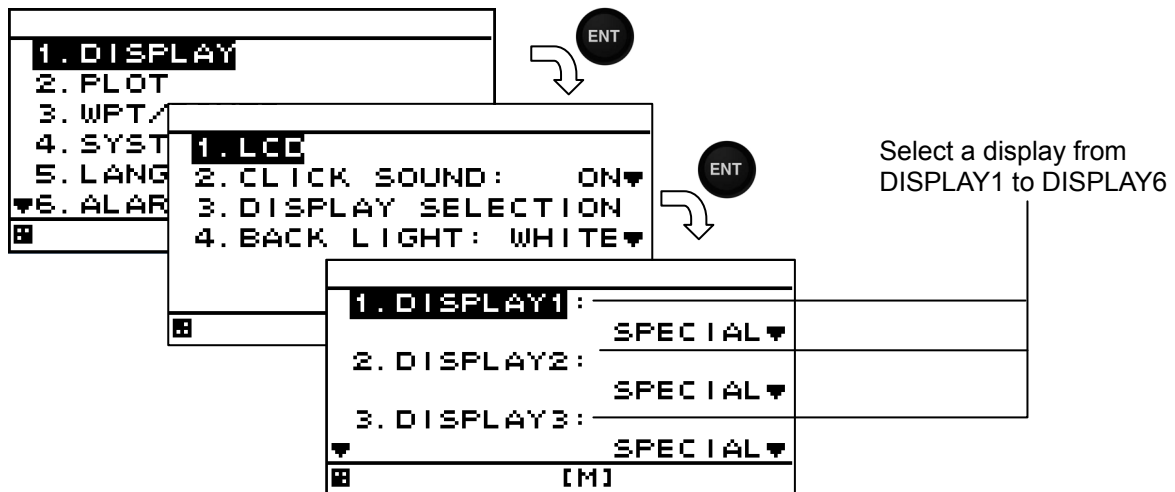 1.DISPLAY
2.PLOT
3.WPT/
4.SYST
5.LANG
6.ALAR
ENT
1.LCD
2.CLICK SOUND: ON
3.DISPLAY SELECTION
4.BACK LIGHT: WHITE
ENT
1.DISPLAY1:
SPECIAL
2.DISPLAY2:
SPECIAL
3.DISPLAY3:
SPECIAL
[M]
Select a display from
DISPLAY1 to DISPLAY6